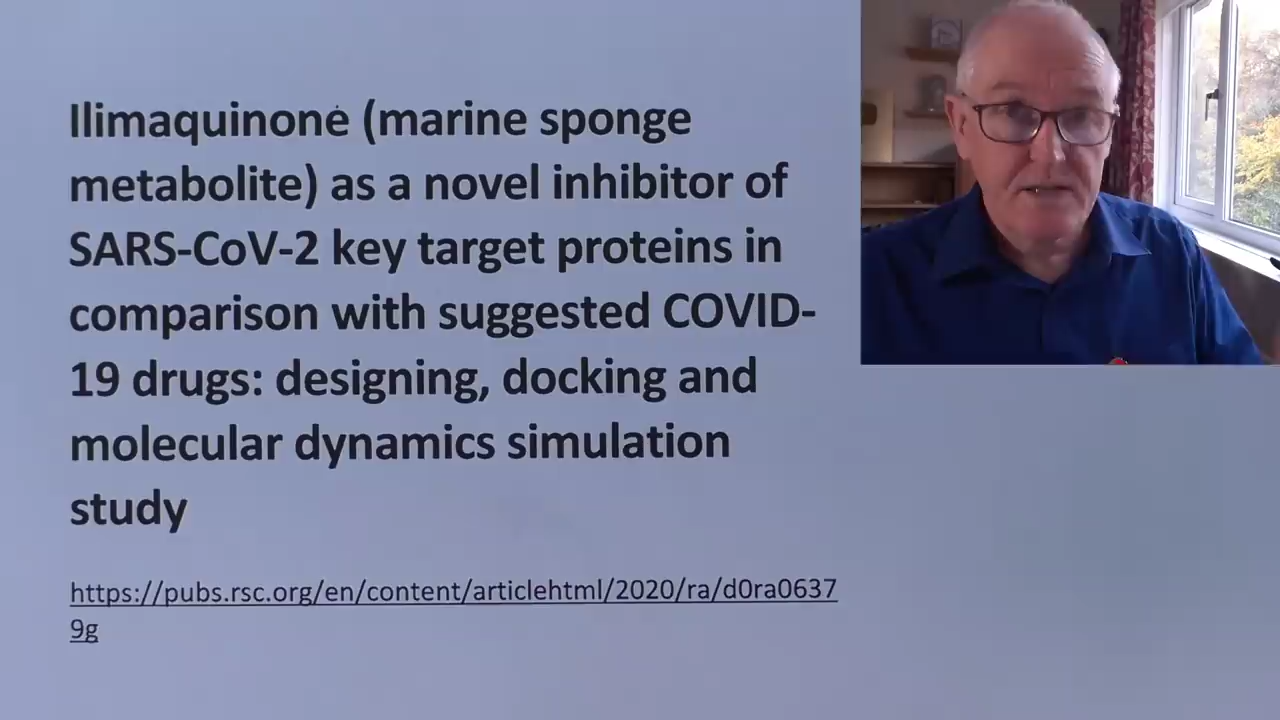 Ilimaquinone (marine sponge
metabolite) as a novel inhibitor of
SARS-CoV-2 key target proteins in
comparison with suggested COVID-
19 drugs: designing, docking and
molecular dynamics simulation
study
https://pubs.rsc.org/en/content/articlehtml/2020/ra/d0ra0637
9g